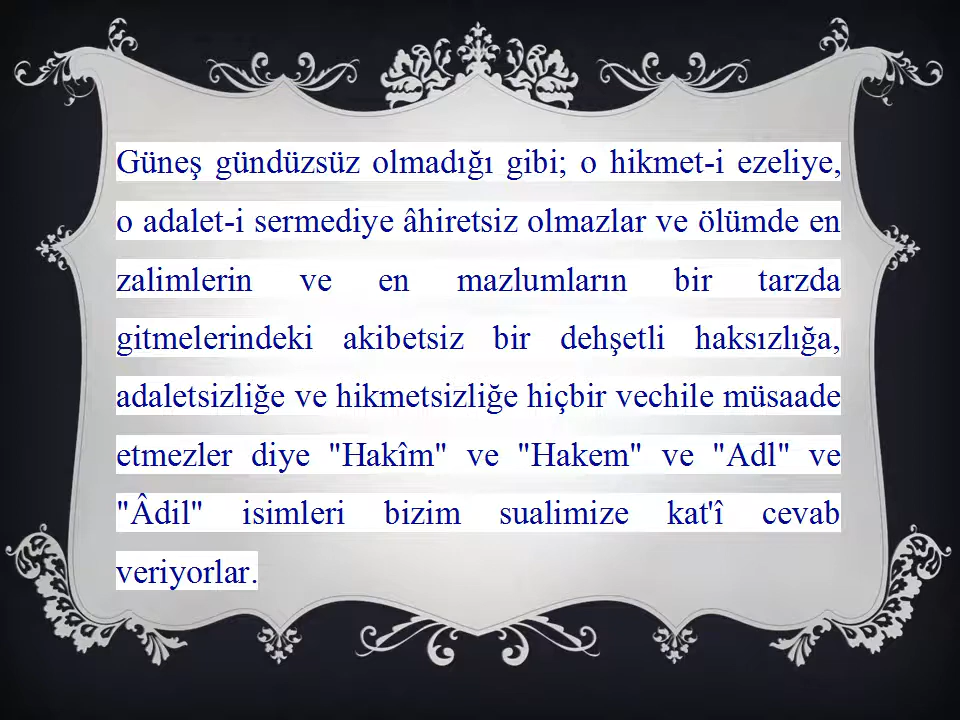 Güneş gündüzsüz olmadığı gibi; o hikmet-i ezeliye,
o adalet-i sermediye âhiretsiz olmazlar ve ölümde en
zalimlerin ve en mazlumların bir tarzda
gitmelerindeki akibetsiz bir dehşetli haksızlığa,
adaletsizliğe ve hikmetsizliğe hiçbir vechile müsaade
etmezler diye "Hakîm" ve "Hakem" ve "Adl" ve
"Âdil" isimleri bizim sualimize kat'î cevab
veriyorlar.